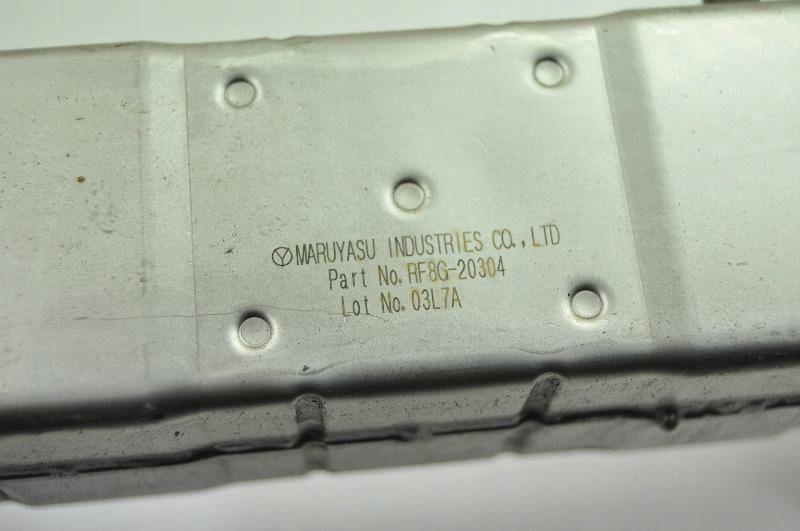 MARUYASU INDUSTRIES CO.,LTD
Part No.RF8G-20304
Lot No.03L7A